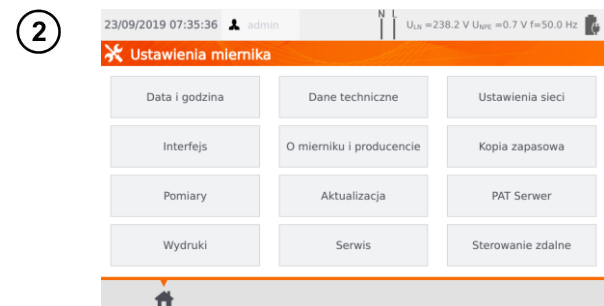 2
23/09/2019 07:35:36 admin N L ULN =238.2 V UNPE =0.7 V f=50.0 Hz
Ustawienia miernika
Data i godzina Dane techniczne Ustawienia sieci
Interfejs O mierniku i producencie Kopia zapasowa
Pomiary Aktualizacja PAT Serwer
Wydruki Serwis Sterowanie zdalne